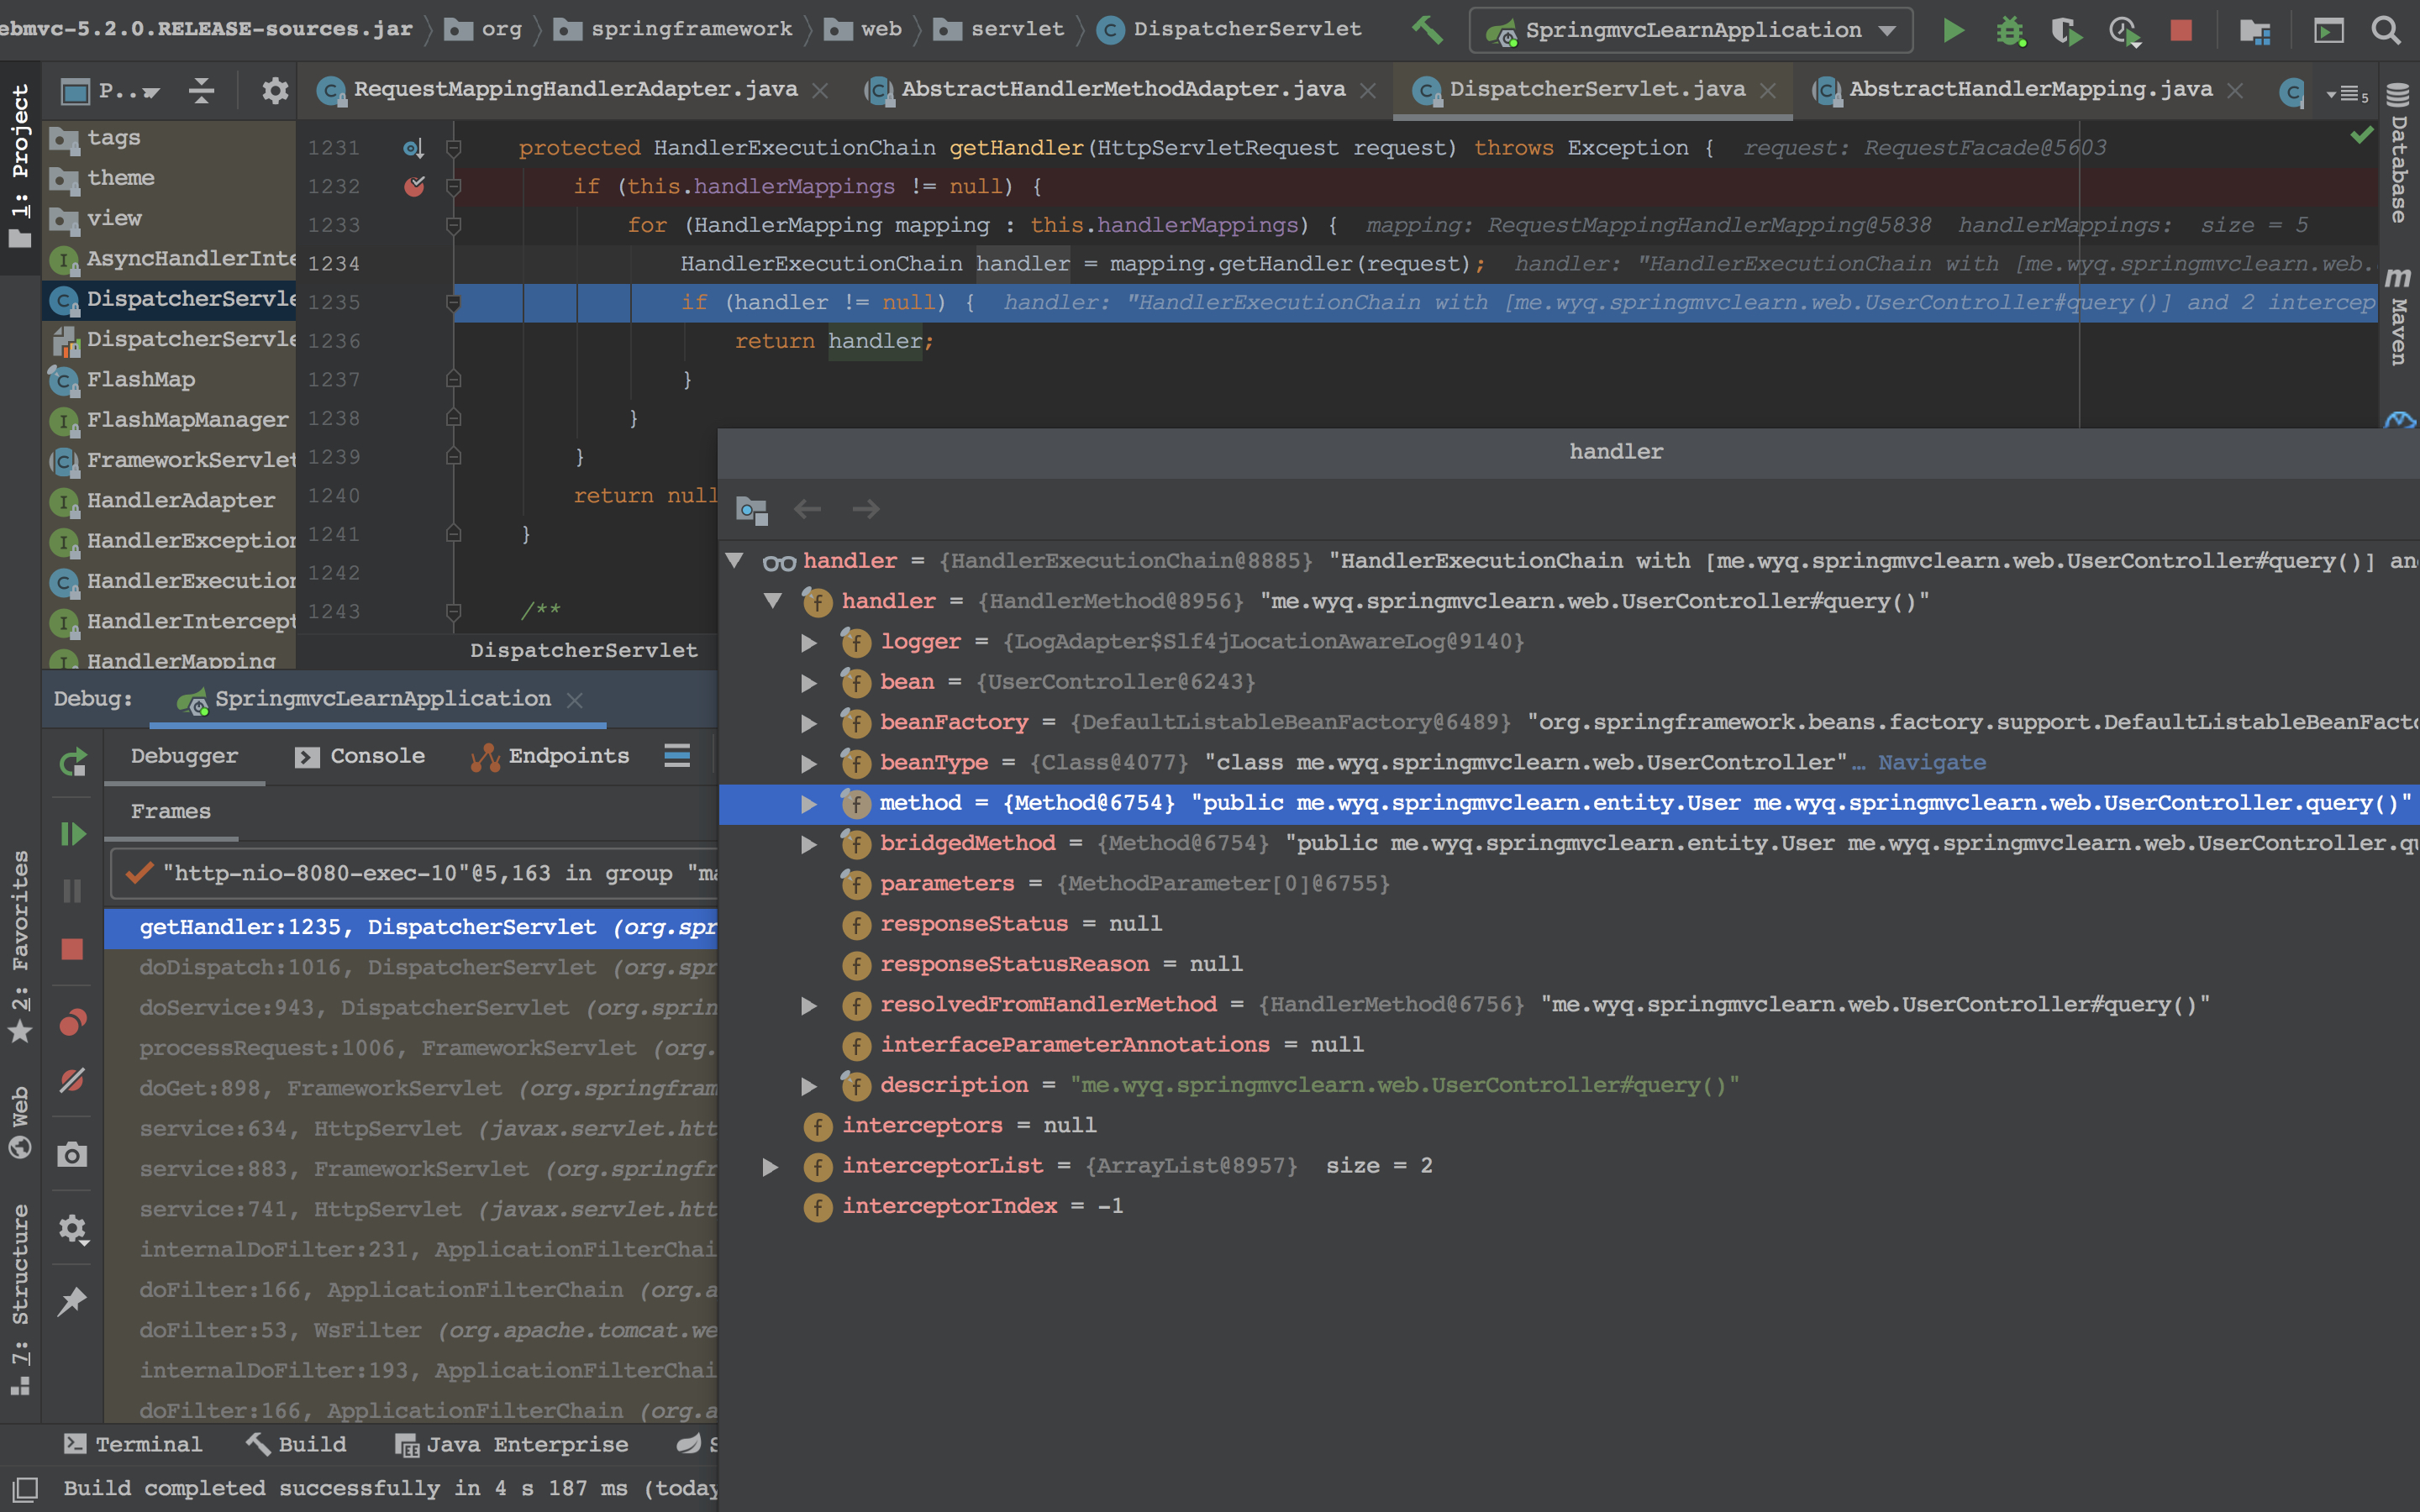 ebmvc-5.2.0.RELEASE-sources.jar org springframework web servlet DispatcherServlet SpringmvcLearnApplication
1: Project
P..
RequestMappingHandlerAdapter.java AbstractHandlerMethodAdapter.java DispatcherServlet.java AbstractHandlerMapping.java 5
tags
theme
view
AsyncHandlerInte
DispatcherServle
DispatcherServle
FlashMap
FlashMapManager
FrameworkServlet
HandlerAdapter
HandlerException
HandlerExecution
HandlerIntercept
HandlerMapping
1231 protected HandlerExecutionChain getHandler(HttpServletRequest request) throws Exception { request: RequestFacade@5603
1232 if (this.handlerMappings != null) {
1233 for (HandlerMapping mapping : this.handlerMappings) { mapping: RequestMappingHandlerMapping@5838 handlerMappings: size = 5
1234 HandlerExecutionChain handler = mapping.getHandler(request); handler: "HandlerExecutionChain with [me.wyq.springmvclearn.web.
1235 if (handler != null) { handler: "HandlerExecutionChain with [me.wyq.springmvclearn.web.UserController#query()] and 2 intercep
1236 return handler;
1237 }
1238 }
1239 }
1240 return null
1241 }
1242
1243 /**
DispatcherServlet
Database
m Maven
handler
handler = {HandlerExecutionChain@8885} "HandlerExecutionChain with [me.wyq.springmvclearn.web.UserController#query()] an
handler = {HandlerMethod@8956} "me.wyq.springmvclearn.web.UserController#query()"
logger = {LogAdapter$Slf4jLocationAwareLog@9140}
bean = {UserController@6243}
beanFactory = {DefaultListableBeanFactory@6489} "org.springframework.beans.factory.support.DefaultListableBeanFact
beanType = {Class@4077} "class me.wyq.springmvclearn.web.UserController"… Navigate
method = {Method@6754} "public me.wyq.springmvclearn.entity.User me.wyq.springmvclearn.web.UserController.query()"
bridgedMethod = {Method@6754} "public me.wyq.springmvclearn.entity.User me.wyq.springmvclearn.web.UserController.qu
parameters = {MethodParameter[0]@6755}
responseStatus = null
responseStatusReason = null
resolvedFromHandlerMethod = {HandlerMethod@6756} "me.wyq.springmvclearn.web.UserController#query()"
interfaceParameterAnnotations = null
description = "me.wyq.springmvclearn.web.UserController#query()"
interceptors = null
interceptorList = {ArrayList@8957} size = 2
interceptorIndex = -1
Debug: SpringmvcLearnApplication
Debugger Console Endpoints
Frames
"http-nio-8080-exec-10"@5,163 in group "ma
getHandler:1235, DispatcherServlet (org.spr
doDispatch:1016, DispatcherServlet (org.spr
doService:943, DispatcherServlet (org.sprin
processRequest:1006, FrameworkServlet (org.
doGet:898, FrameworkServlet (org.springfram
service:634, HttpServlet (javax.servlet.htt
service:883, FrameworkServlet (org.springfr
service:741, HttpServlet (javax.servlet.htt
internalDoFilter:231, ApplicationFilterChai
doFilter:166, ApplicationFilterChain (org.a
doFilter:53, WsFilter (org.apache.tomcat.we
internalDoFilter:193, ApplicationFilterChai
doFilter:166, ApplicationFilterChain (org.a
2: Favorites
Web
7: Structure
Terminal Build Java Enterprise S
Build completed successfully in 4 s 187 ms (today